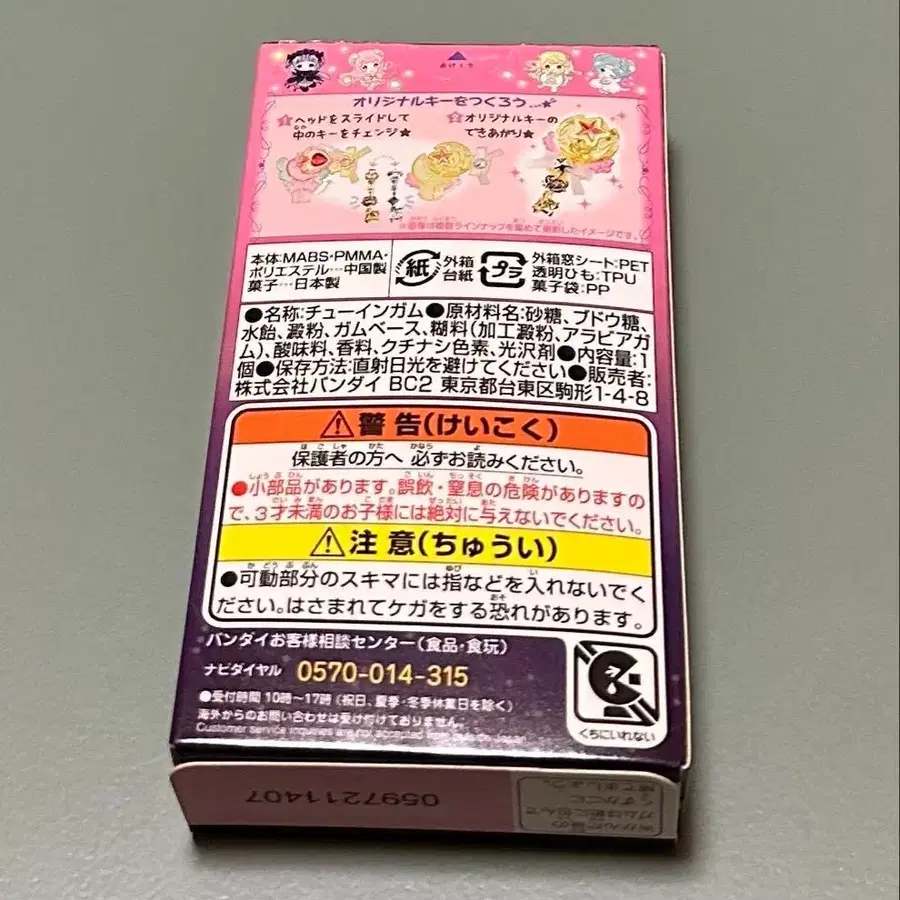 あけくち
オリジナルキーをつくろう…★
1 ヘッドをスライドして
中のキーをチェンジ★
2 オリジナルキーの
できあがり★
※画像は複数ラインナップを集めて撮影したイメージです。
本体:MABS・PMMA・
ポリエステル…中国製
菓子…日本製
紙
外箱
台紙
プラ
外箱窓シート:PET
透明ひも:TPU
菓子袋:PP
●名称:チューインガム●原材料名:砂糖、ブドウ糖、
水飴、澱粉、ガムベース、糊料(加工澱粉、アラビアガ
ム)、酸味料、香料、クチナシ色素、光沢剤●内容量:1
個●保存方法:直射日光を避けてください●販売者:
株式会社バンダイ BC2 東京都台東区駒形1-4-8
警告(けいこく)
保護者の方へ 必ずお読みください。
●小部品があります。誤飲・窒息の危険がありますの
で、3才未満のお子様には絶対に与えないでください。
注意(ちゅうい)
●可動部分のスキマには指などを入れないでく
ださい。はさまれてケガをする恐れがあります。
バンダイお客様相談センター(食品・食玩)
ナビダイヤル 0570-014-315
●受付時間 10時〜17時(祝日、夏季・冬季休業日を除く)
海外からのお問い合わせは受け付けておりません。
Customer service inquiries are not accepted from outside Japan.
くちにいれない
0597211407